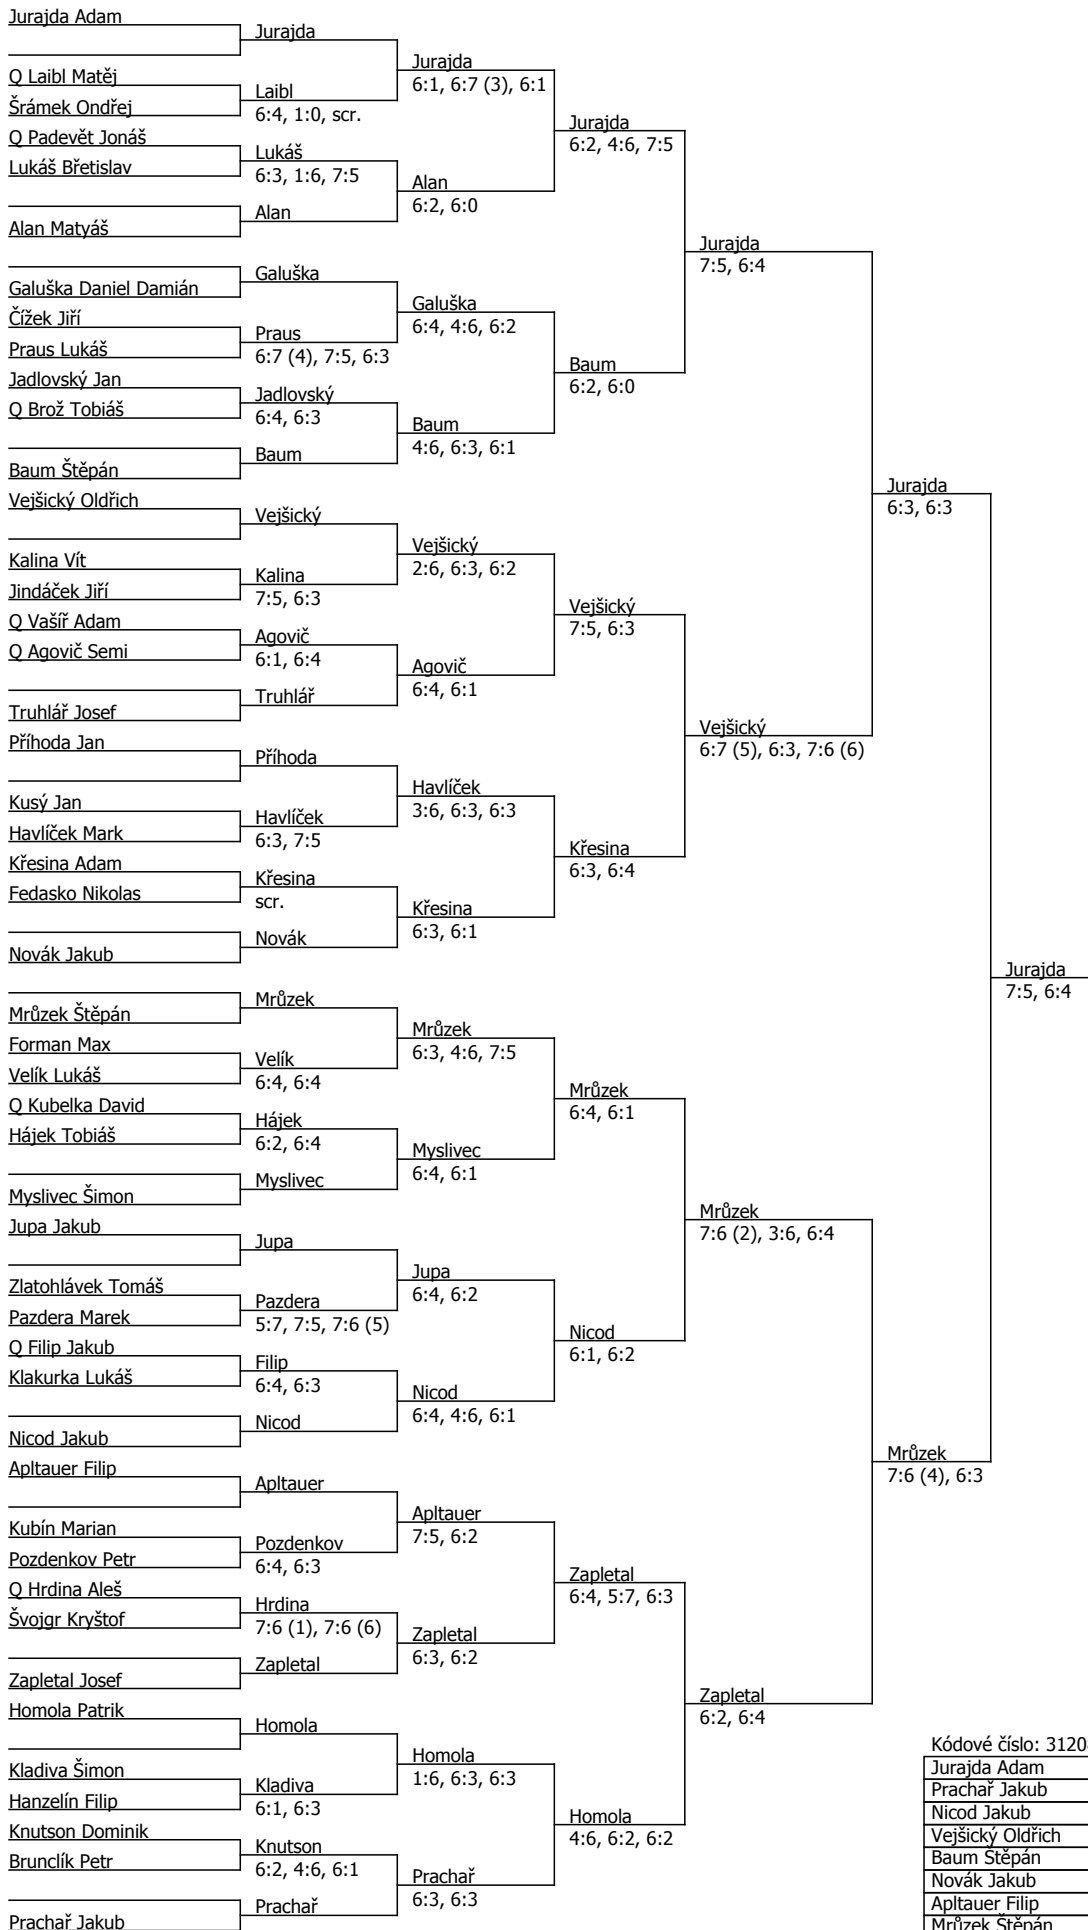 Jurajda Adam
Q Laibl Matěj
Šrámek Ondřej
Q Padevět Jonáš
Lukáš Břetislav
Alan Matyáš
Galuška Daniel Damián
Čížek Jiří
Praus Lukáš
Jadlovský Jan
Q Brož Tobiáš
Baum Štěpán
Vejšický Oldřich
Kalina Vít
Jindáček Jiří
Q Vašíř Adam
Q Agovič Semi
Truhlář Josef
Příhoda Jan
Kusý Jan
Havlíček Mark
Křesina Adam
Fedasko Nikolas
Novák Jakub
Mrůzek Štěpán
Forman Max
Velík Lukáš
Q Kubelka David
Hájek Tobiáš
Myslivec Šimon
Jupa Jakub
Zlatohlávek Tomáš
Pazdera Marek
Q Filip Jakub
Klakurka Lukáš
Nicod Jakub
Apltauer Filip
Kubín Marian
Pozdenkov Petr
Q Hrdina Aleš
Švojgr Kryštof
Zapletal Josef
Homola Patrik
Kladiva Šimon
Hanzelín Filip
Knutson Dominik
Brunclík Petr
Prachař Jakub
Jurajda
Laibl
6:4, 1:0, scr.
Lukáš
6:3, 1:6, 7:5
Alan
Galuška
Praus
6:7 (4), 7:5, 6:3
Jadlovský
6:4, 6:3
Baum
Vejšický
Kalina
7:5, 6:3
Agovič
6:1, 6:4
Truhlář
Příhoda
Havlíček
6:3, 7:5
Křesina
scr.
Novák
Mrůzek
Velík
6:4, 6:4
Hájek
6:2, 6:4
Myslivec
Jupa
Pazdera
5:7, 7:5, 7:6 (5)
Filip
6:4, 6:3
Nicod
Apltauer
Pozdenkov
6:4, 6:3
Hrdina
7:6 (1), 7:6 (6)
Zapletal
Homola
Kladiva
6:1, 6:3
Knutson
6:2, 4:6, 6:1
Prachař
Jurajda
6:1, 6:7 (3), 6:1
Alan
6:2, 6:0
Galuška
6:4, 4:6, 6:2
Baum
4:6, 6:3, 6:1
Vejšický
2:6, 6:3, 6:2
Agovič
6:4, 6:1
Havlíček
3:6, 6:3, 6:3
Křesina
6:3, 6:1
Mrůzek
6:3, 4:6, 7:5
Myslivec
6:4, 6:1
Jupa
6:4, 6:2
Nicod
6:4, 4:6, 6:1
Apltauer
7:5, 6:2
Zapletal
6:3, 6:2
Homola
1:6, 6:3, 6:3
Prachař
6:3, 6:3
Jurajda
6:2, 4:6, 7:5
Baum
6:2, 6:0
Vejšický
7:5, 6:3
Křesina
6:3, 6:4
Mrůzek
6:4, 6:1
Nicod
6:1, 6:2
Zapletal
6:4, 5:7, 6:3
Homola
4:6, 6:2, 6:2
Jurajda
7:5, 6:4
Vejšický
6:7 (5), 6:3, 7:6 (6)
Mrůzek
7:6 (2), 3:6, 6:4
Zapletal
6:2, 6:4
Jurajda
6:3, 6:3
Mrůzek
7:6 (4), 6:3
Jurajda
7:5, 6:4
Kódové číslo: 3120
Jurajda Adam
Prachař Jakub
Nicod Jakub
Vejšický Oldřich
Baum Štěpán
Novák Jakub
Apltauer Filip
Mrůzek Štěpán